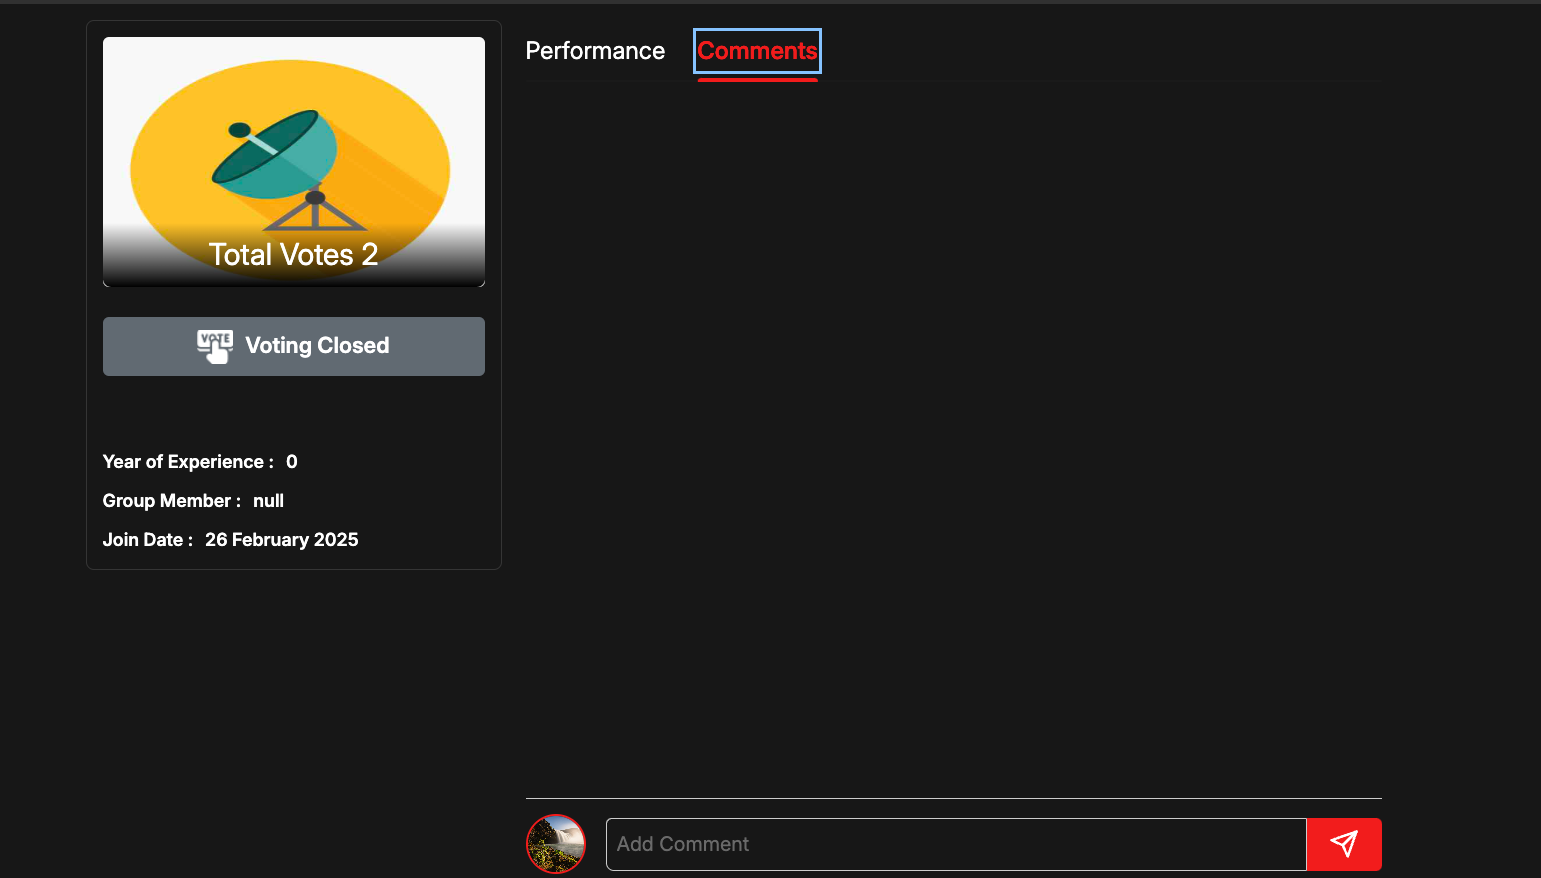 Performance
Comments
Total Votes 2
VOTE
Voting Closed
Year of Experience : 0
Group Member : null
Join Date : 26 February 2025
Add Comment